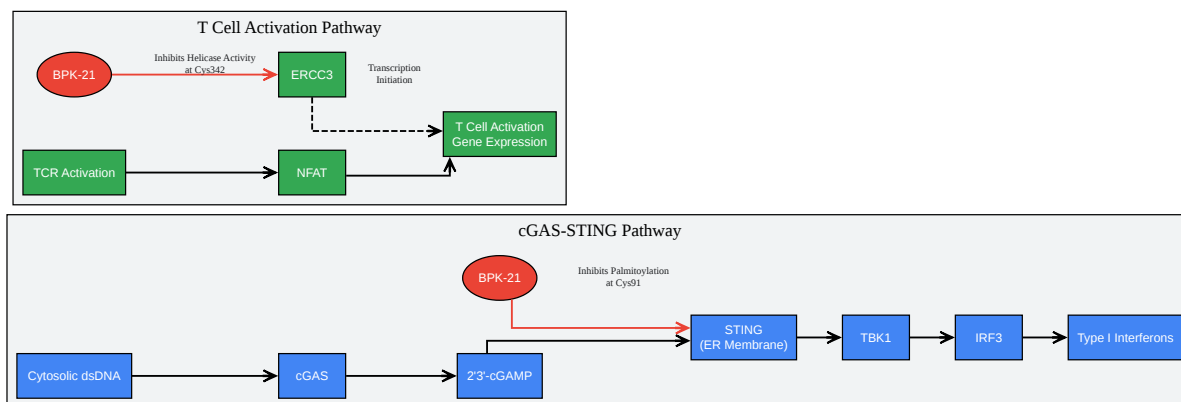 T Cell Activation Pathway
BPK-21
Inhibits Helicase Activity
at Cys342
ERCC3
Transcription
Initiation
T Cell Activation
Gene Expression
TCR Activation
NFAT
cGAS-STING Pathway
BPK-21
Inhibits Palmitoylation
at Cys91
STING
(ER Membrane)
TBK1
IRF3
Type I Interferons
Cytosolic dsDNA
cGAS
2'3'-cGAMP